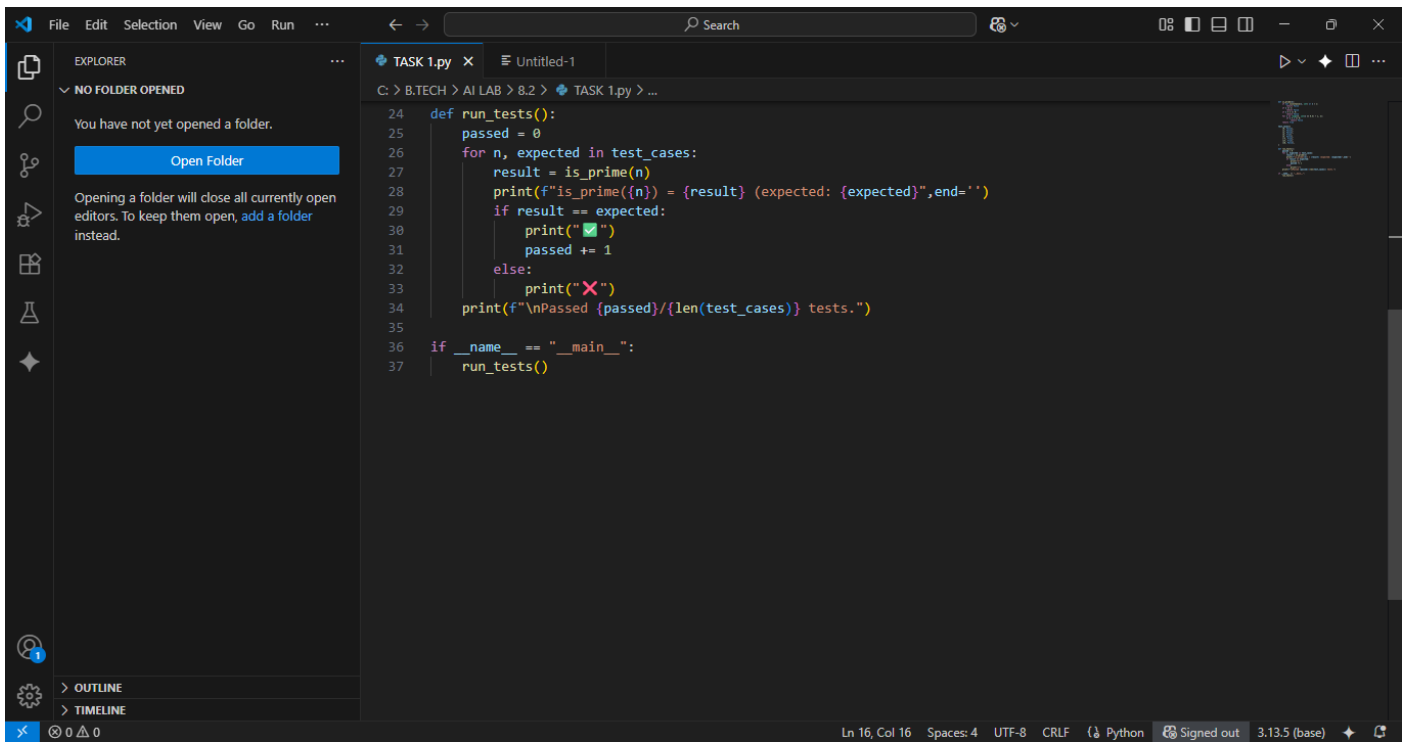 File Edit Selection View Go Run ··· ← → Search
EXPLORER ···
NO FOLDER OPENED
You have not yet opened a folder.
Open Folder
Opening a folder will close all currently open
editors. To keep them open, add a folder
instead.
OUTLINE
TIMELINE
1
TASK 1.py × Untitled-1
C: > B.TECH > AI LAB > 8.2 > TASK 1.py > ...
24 def run_tests():
25     passed = 0
26     for n, expected in test_cases:
27         result = is_prime(n)
28         print(f"is_prime({n}) = {result} (expected: {expected}",end='')
29         if result == expected:
30             print("✅")
31             passed += 1
32         else:
33             print("❌")
34     print(f"\nPassed {passed}/{len(test_cases)} tests.")
35
36 if __name__ == "__main__":
37     run_tests()
0 0 Ln 16, Col 16 Spaces: 4 UTF-8 CRLF Python Signed out 3.13.5 (base)